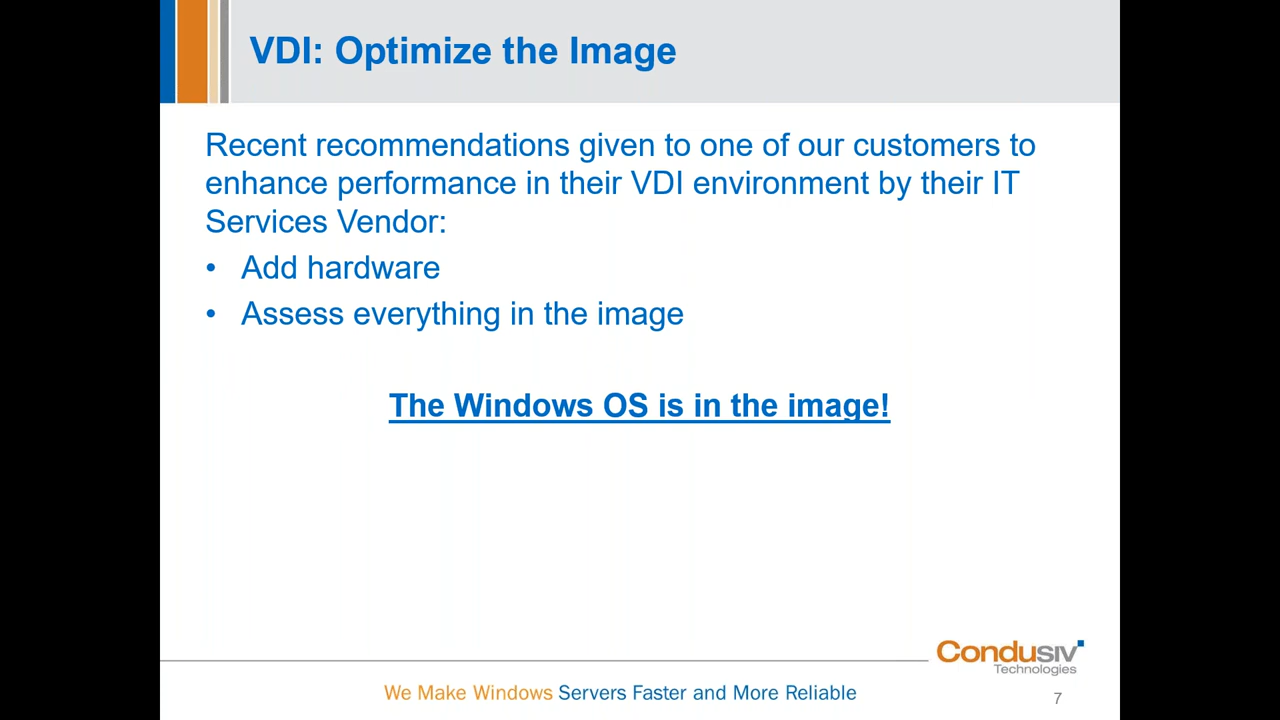 VDI: Optimize the Image
Recent recommendations given to one of our customers to
enhance performance in their VDI environment by their IT
Services Vendor:
• Add hardware
• Assess everything in the image
The Windows OS is in the image!
Condusiv
Technologies
We Make Windows Servers Faster and More Reliable
7